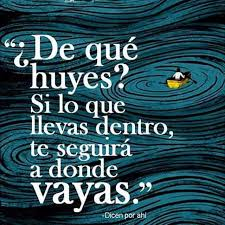 “¿De qué
huyes?
Si lo que
llevas dentro,
te seguirá
a donde
vayas.”
-Dicen por ahí